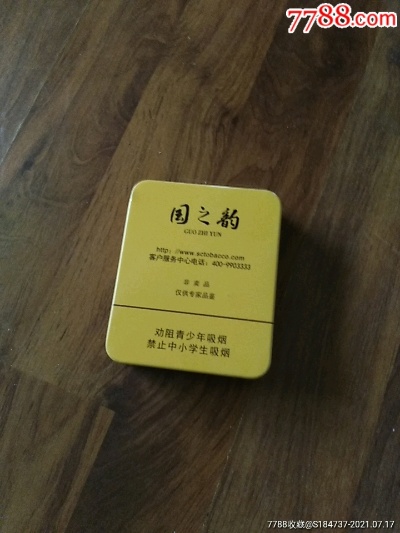 7788.com
国之韵
GUO ZHI YUN
http://www.sctobacco.com
客户服务中心电话：400-9903333
非 卖 品
仅供专家品鉴
劝阻青少年吸烟
禁止中小学生吸烟
7788收藏@S184737-2021.07.17